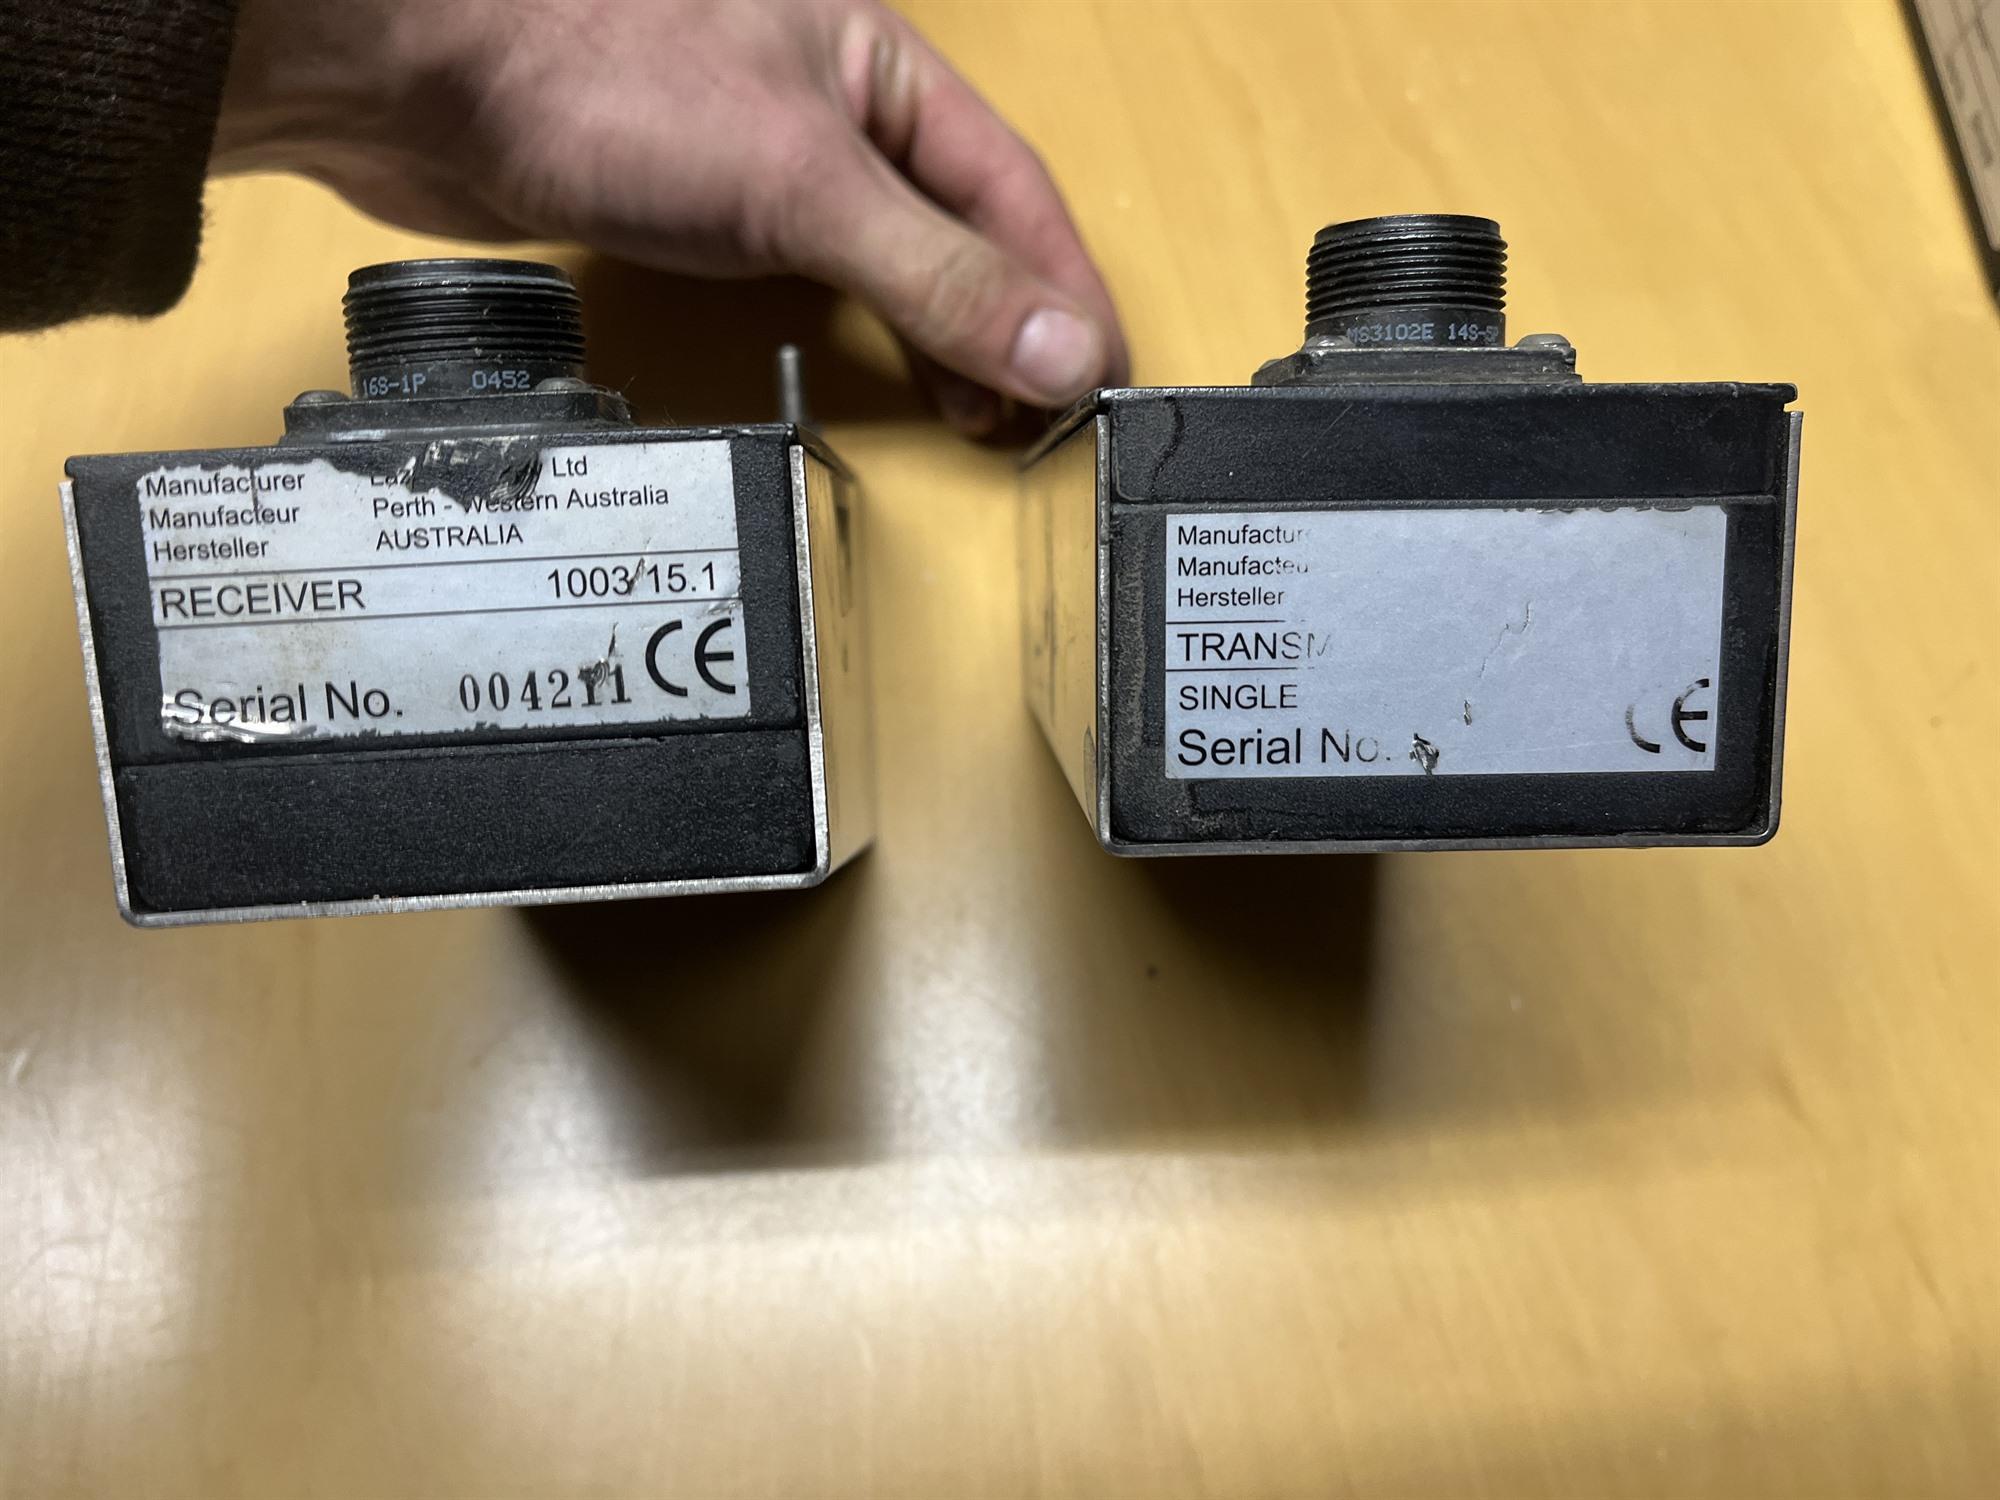 16S-1P 0452
Manufacturer Ltd
Manufacteur Perth - Western Australia
Hersteller AUSTRALIA
RECEIVER 1003/15.1
Serial No. CE
MS3102E 14S-5P
Manufactur
Manufacteu
Hersteller
TRANSM
SINGLE
Serial No. CE